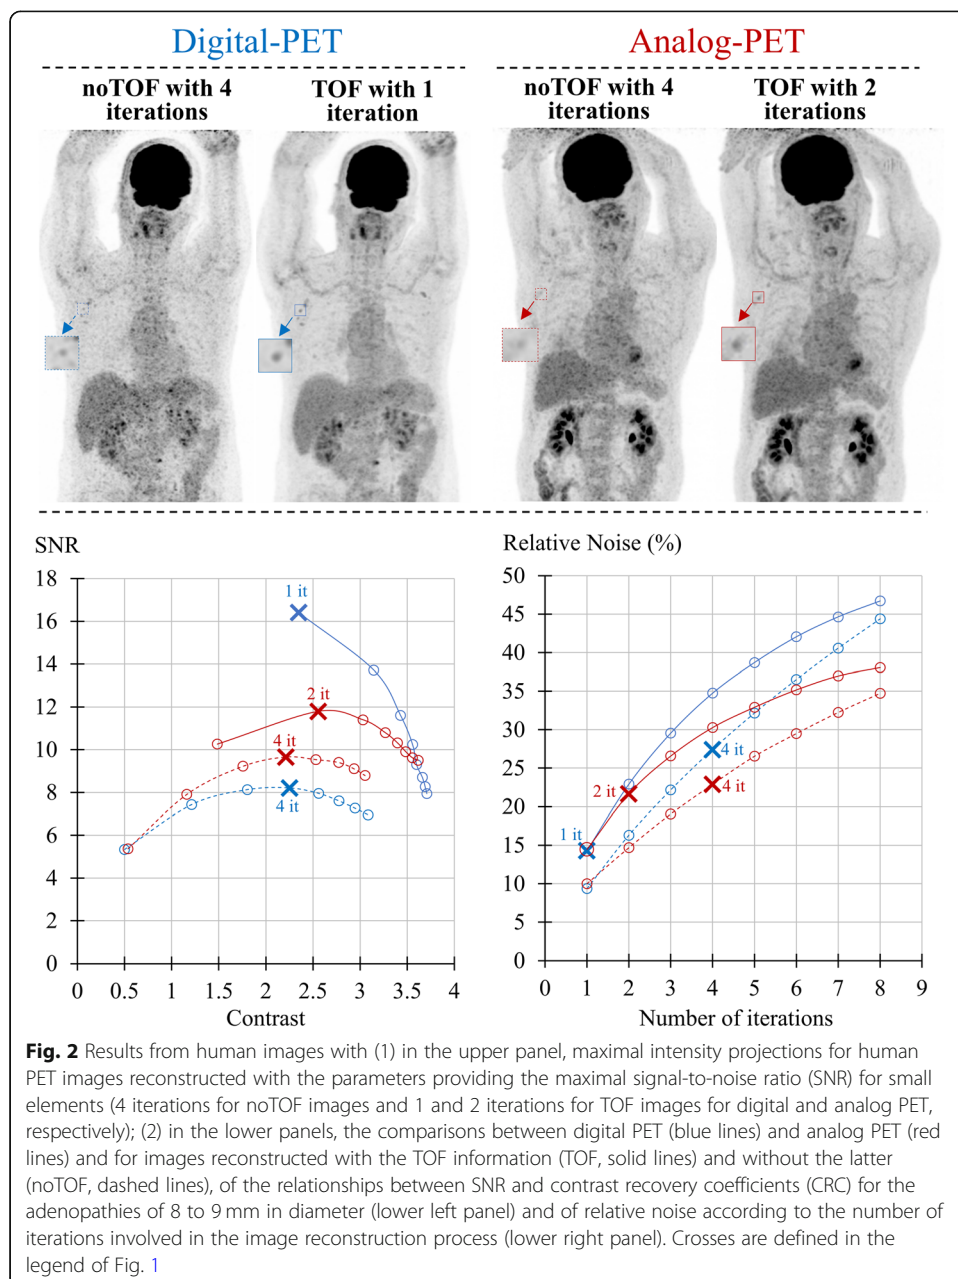 Digital-PET
Analog-PET
noTOF with 4
iterations
TOF with 1
iteration
noTOF with 4
iterations
TOF with 2
iterations
SNR
18
16
14
12
10
8
6
4
2
0
1 it
2 it
4 it
4 it
0 0.5 1 1.5 2 2.5 3 3.5 4
Contrast
Relative Noise (%)
50
45
40
35
30
25
20
15
10
5
0
4 it
2 it
4 it
1 it
0 1 2 3 4 5 6 7 8 9
Number of iterations
Fig. 2 Results from human images with (1) in the upper panel, maximal intensity projections for human
PET images reconstructed with the parameters providing the maximal signal-to-noise ratio (SNR) for small
elements (4 iterations for noTOF images and 1 and 2 iterations for TOF images for digital and analog PET,
respectively); (2) in the lower panels, the comparisons between digital PET (blue lines) and analog PET (red
lines) and for images reconstructed with the TOF information (TOF, solid lines) and without the latter
(noTOF, dashed lines), of the relationships between SNR and contrast recovery coefficients (CRC) for the
adenopathies of 8 to 9 mm in diameter (lower left panel) and of relative noise according to the number of
iterations involved in the image reconstruction process (lower right panel). Crosses are defined in the
legend of Fig. 1